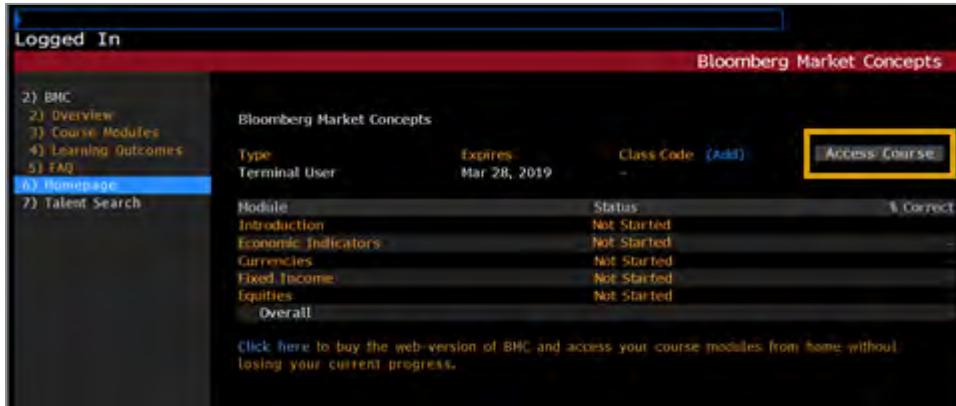 Logged In
Bloomberg Market Concepts
2) BMC
2) Overview
3) Course Modules
4) Learning Outcomes
5) FAQ
6) Homepage
7) Talent Search
Bloomberg Market Concepts
Type Expires Class Code (Add) Access Course
Terminal User Mar 28, 2019 –
Module Status % Correct
Introduction Not Started
Economic Indicators Not Started –
Currencies Not Started
Fixed Income Not Started
Equities Not Started
Overall
Click here to buy the web-version of BMC and access your course modules from home without
losing your current progress.